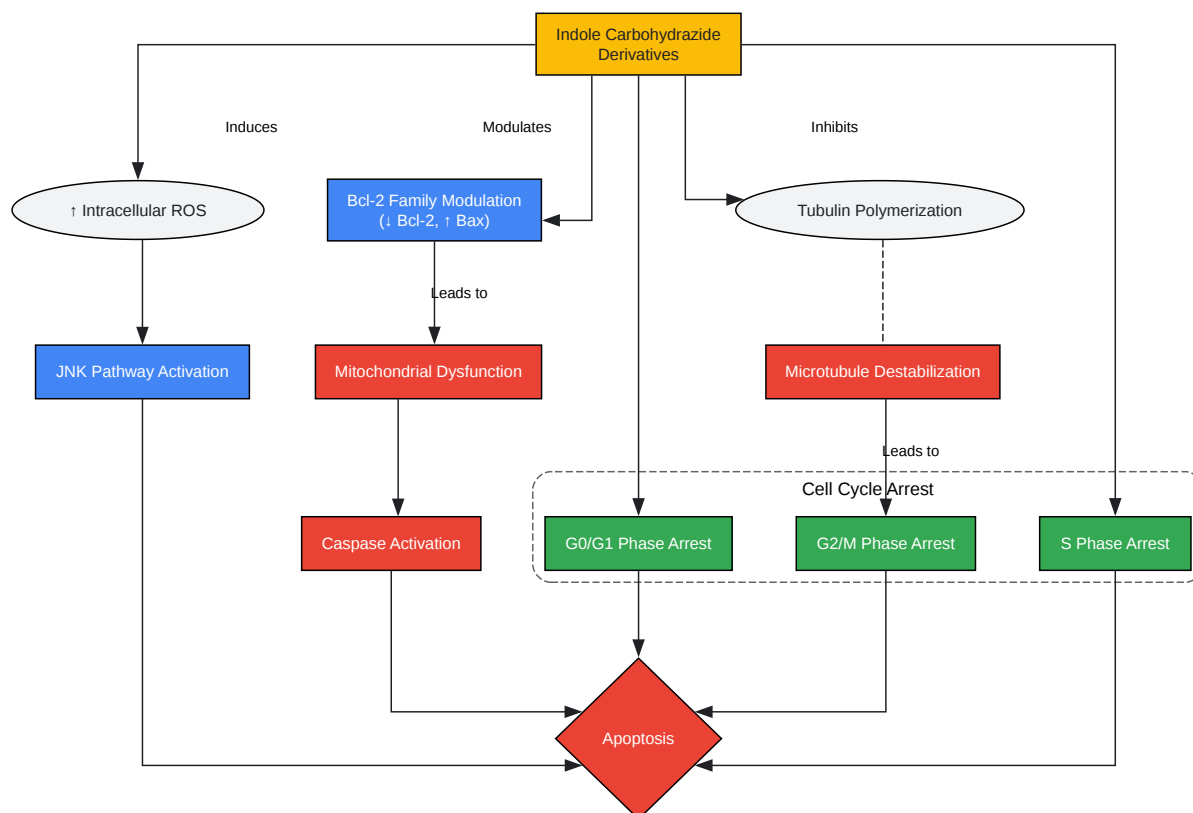 Indole Carbohydrazide
Derivatives
Induces
Modulates
Inhibits
↑ Intracellular ROS
Bcl-2 Family Modulation
(↓ Bcl-2, ↑ Bax)
Tubulin Polymerization
Leads to
JNK Pathway Activation
Mitochondrial Dysfunction
Microtubule Destabilization
Leads to
Cell Cycle Arrest
Caspase Activation
G0/G1 Phase Arrest
G2/M Phase Arrest
S Phase Arrest
Apoptosis